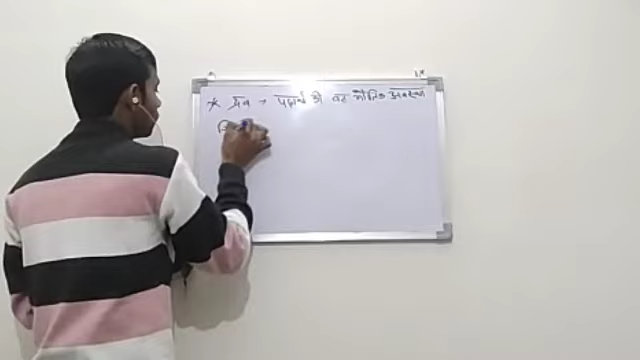 * द्रव → पदार्थ की वह भौतिक अवस्था